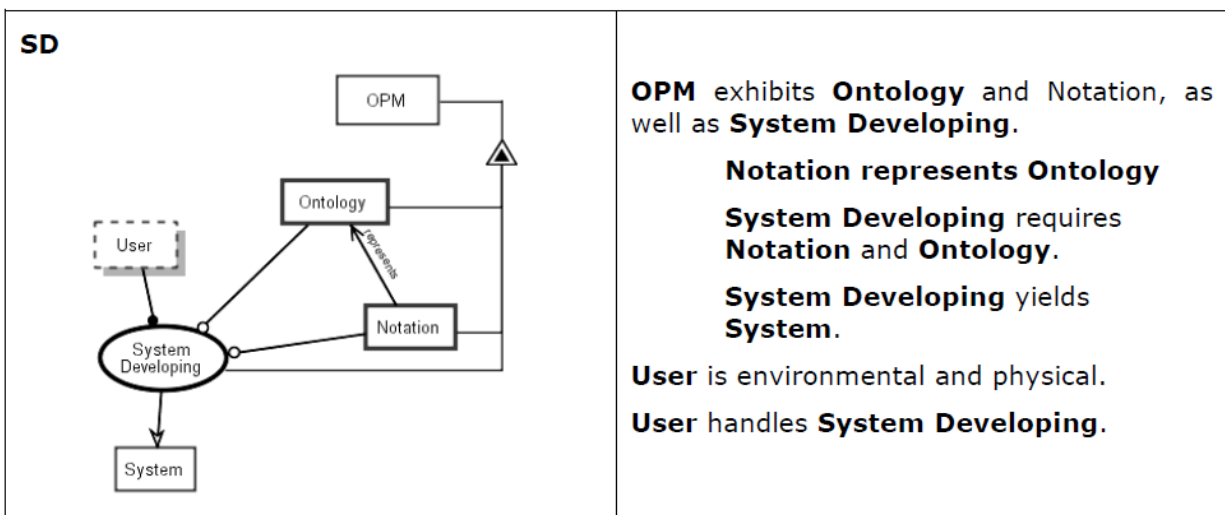 SD
OPM
Ontology
User
represents
Notation
System
Developing
System
OPM exhibits Ontology and Notation, as
well as System Developing.
Notation represents Ontology
System Developing requires
Notation and Ontology.
System Developing yields
System.
User is environmental and physical.
User handles System Developing.